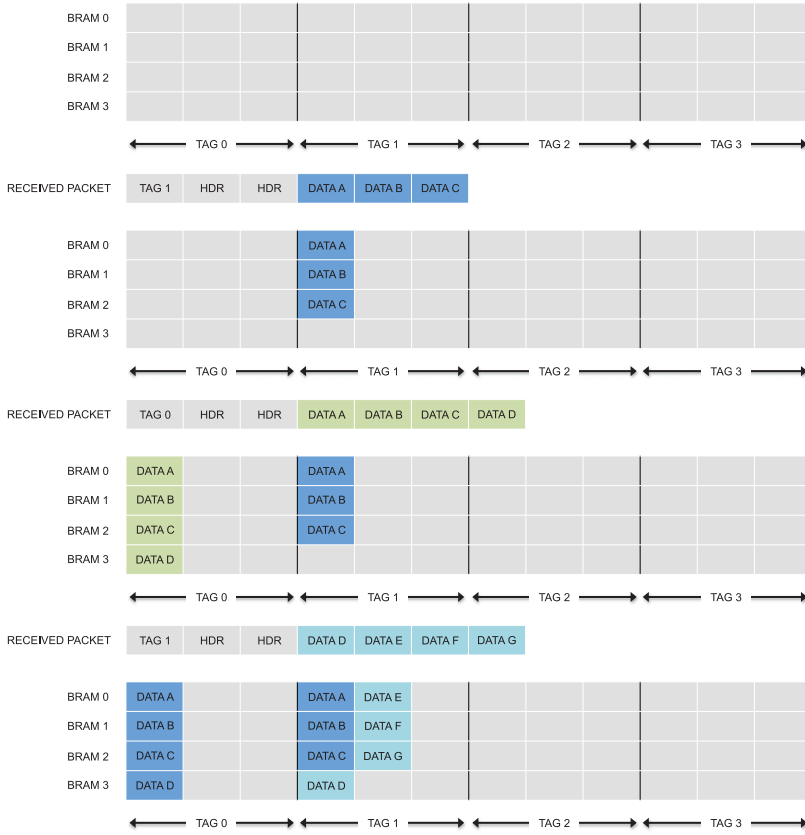 BRAM 0
BRAM 1
BRAM 2
BRAM 3
TAG 0 TAG 1 TAG 2 TAG 3
RECEIVED PACKET TAG 1 HDR HDR DATA A DATA B DATA C
BRAM 0 DATA A
BRAM 1 DATA B
BRAM 2 DATA C
BRAM 3
TAG 0 TAG 1 TAG 2 TAG 3
RECEIVED PACKET TAG 0 HDR HDR DATA A DATA B DATA C DATA D
BRAM 0 DATA A DATA A
BRAM 1 DATA B DATA B
BRAM 2 DATA C DATA C
BRAM 3 DATA D
TAG 0 TAG 1 TAG 2 TAG 3
RECEIVED PACKET TAG 1 HDR HDR DATA D DATA E DATA F DATA G
BRAM 0 DATA A DATA A DATA E
BRAM 1 DATA B DATA B DATA F
BRAM 2 DATA C DATA C DATA G
BRAM 3 DATA D DATA D
TAG 0 TAG 1 TAG 2 TAG 3